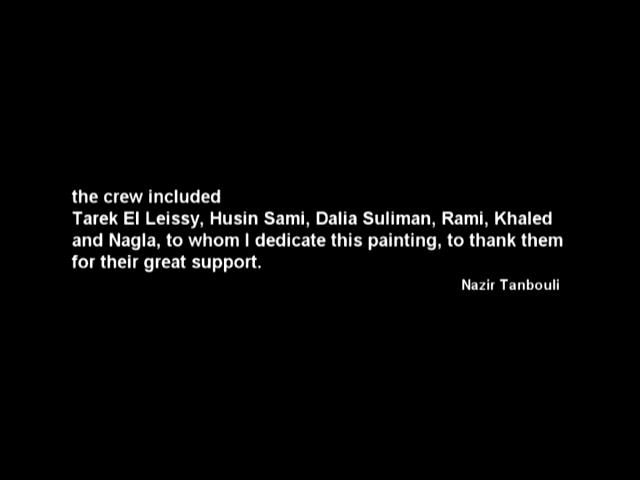 the crew included
Tarek El Leissy, Husin Sami, Dalia Suliman, Rami, Khaled
and Nagla, to whom I dedicate this painting, to thank them
for their great support.
Nazir Tanbouli